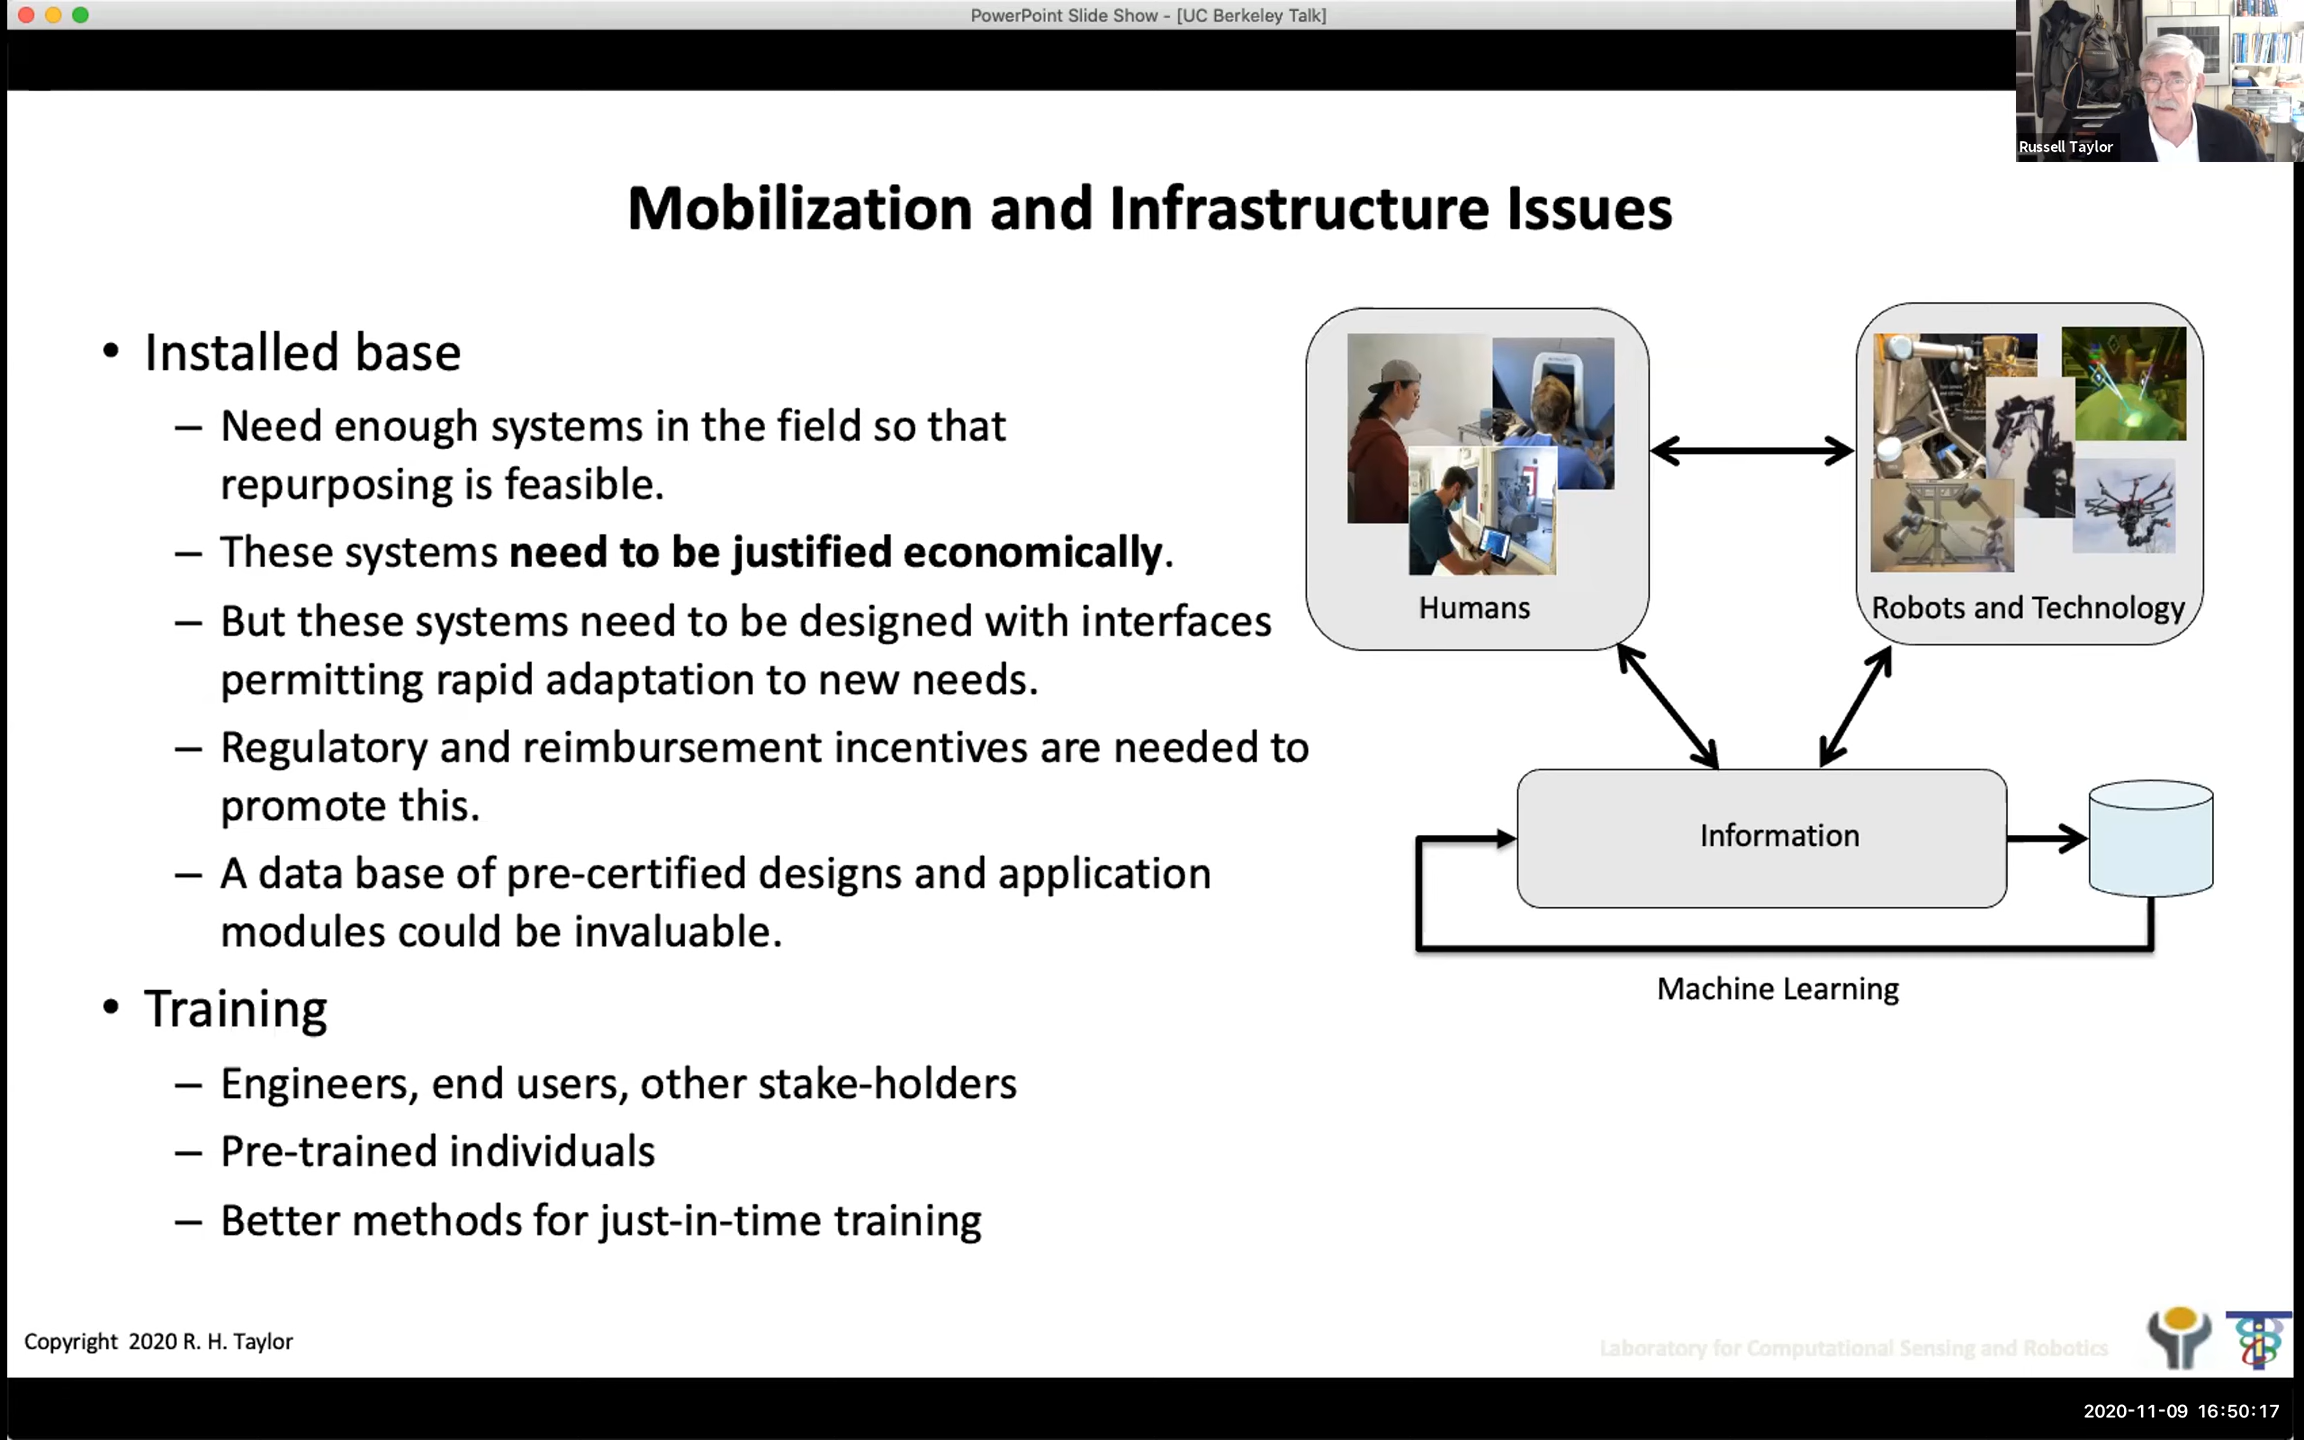 PowerPoint Slide Show - [UC Berkeley Talk]
Russell Taylor
Mobilization and Infrastructure Issues
• Installed base
– Need enough systems in the field so that
repurposing is feasible.
– These systems need to be justified economically.
– But these systems need to be designed with interfaces
permitting rapid adaptation to new needs.
– Regulatory and reimbursement incentives are needed to
promote this.
– A data base of pre-certified designs and application
modules could be invaluable.
• Training
– Engineers, end users, other stake-holders
– Pre-trained individuals
– Better methods for just-in-time training
Humans
Robots and Technology
Information
Machine Learning
Copyright 2020 R. H. Taylor
Laboratory for Computational Sensing and Robotics
2020-11-09 16:50:17